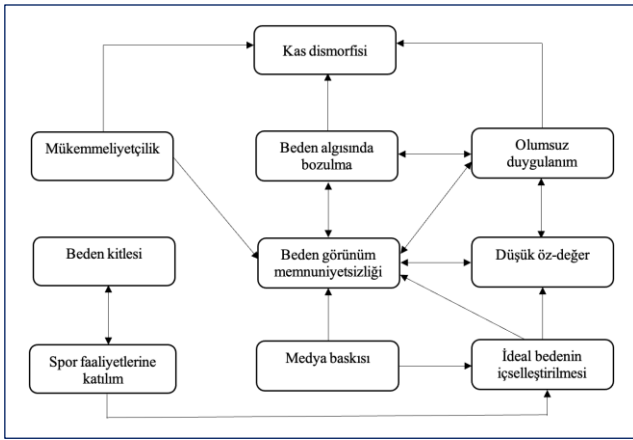 Kas dismorfisi
Mükemmeliyetçilik
Beden algısında
bozulma
Olumsuz
duygulanım
Beden kitlesi
Beden görünüm
memnuniyetsizliği
Düşük öz-değer
Spor faaliyetlerine
katılım
Medya baskısı
İdeal bedenin
içselleştirilmesi